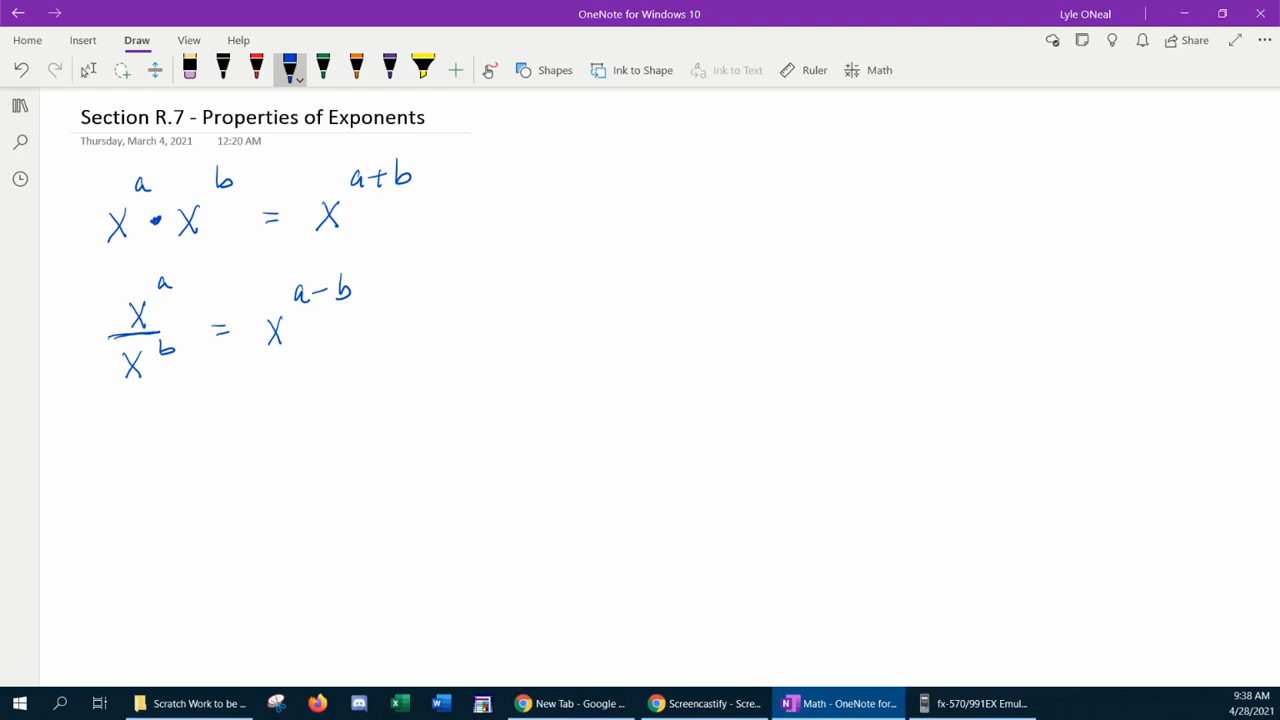 OneNote for Windows 10
Lyle ONeal
Home Insert Draw View Help
Share
Shapes Ink to Shape Ink to Text Ruler Math
Section R.7 - Properties of Exponents
Thursday, March 4, 2021 12:20 AM
x^a • x^b = x^(a+b)
x^a / x^b = x^(a-b)
Scratch Work to be ... New Tab - Google ... Screencastify - Scre... Math - OneNote for... fx-570/991EX Emul...
9:38 AM
4/28/2021